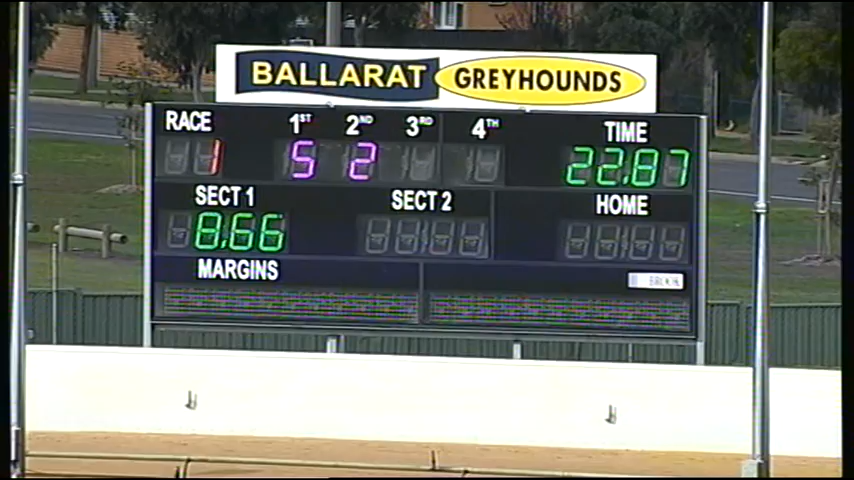 BALLARAT GREYHOUNDS
RACE 1ST 2ND 3RD 4TH TIME
1 5 2 22.87
SECT 1 SECT 2 HOME
8.66
MARGINS